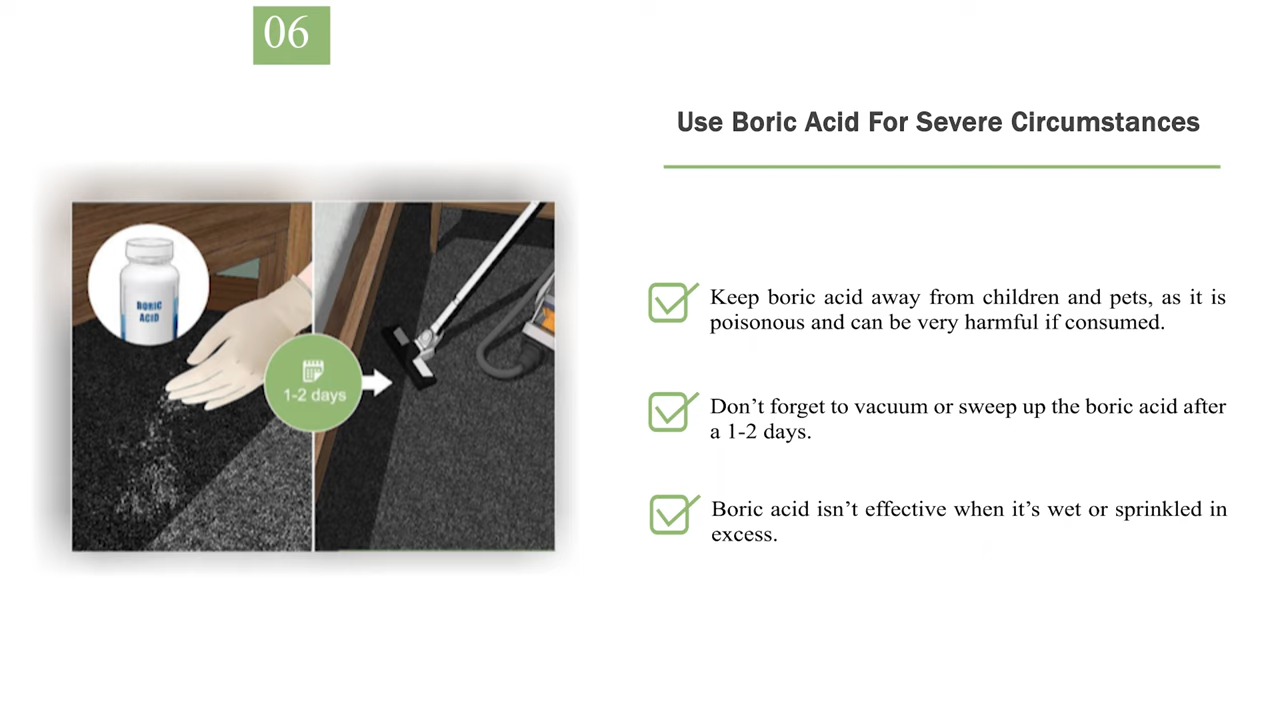 06
Use Boric Acid For Severe Circumstances
BORIC
ACID
1-2 days
Keep boric acid away from children and pets, as it is
poisonous and can be very harmful if consumed.
Don’t forget to vacuum or sweep up the boric acid after
a 1-2 days.
Boric acid isn’t effective when it’s wet or sprinkled in
excess.